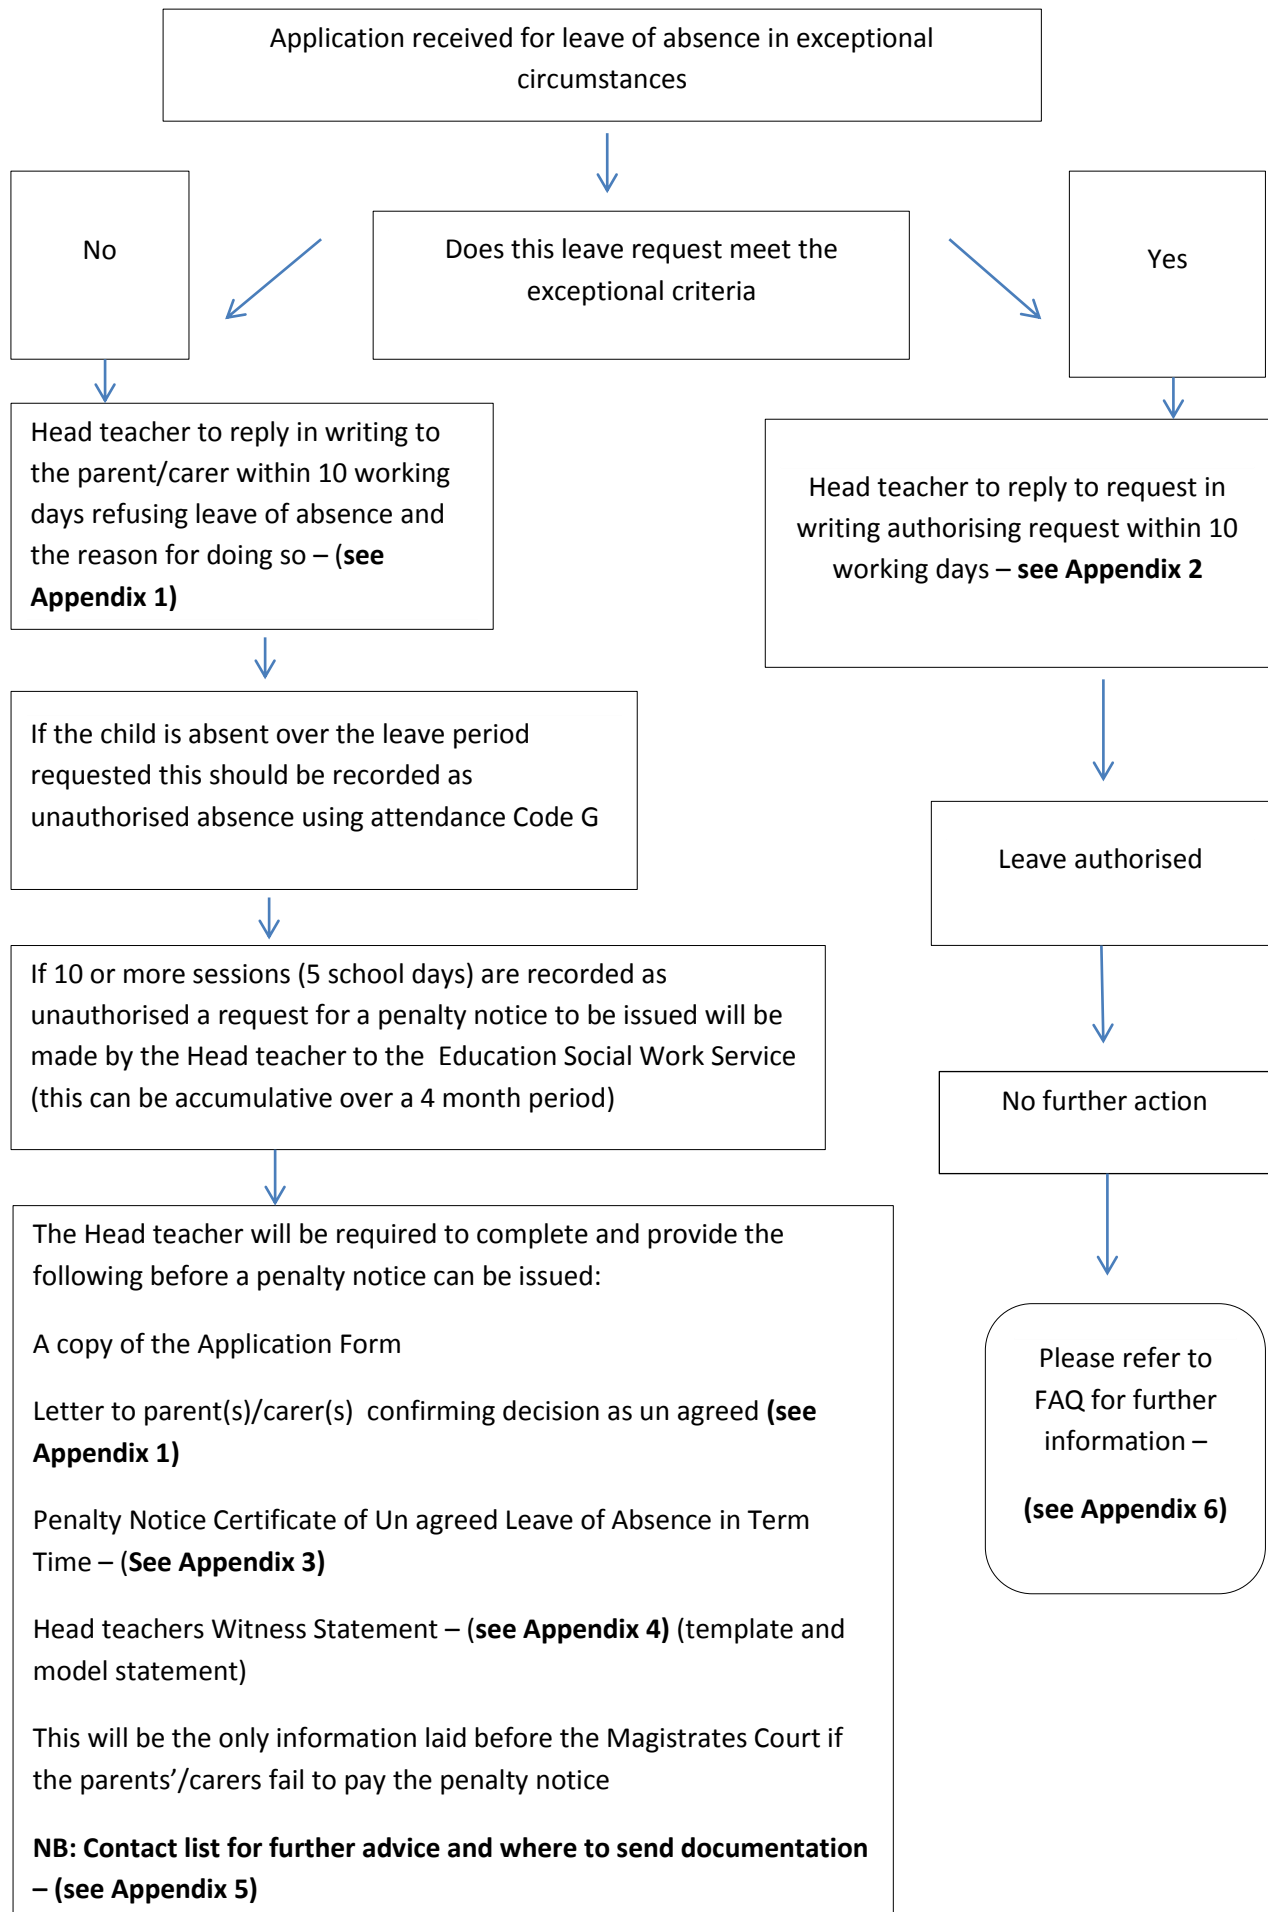 Application received for leave of absence in exceptional
circumstances
No
Does this leave request meet the
exceptional criteria
Yes
Head teacher to reply in writing to
the parent/carer within 10 working
days refusing leave of absence and
the reason for doing so – (see
Appendix 1)
Head teacher to reply to request in
writing authorising request within 10
working days – see Appendix 2
If the child is absent over the leave period
requested this should be recorded as
unauthorised absence using attendance Code G
Leave authorised
If 10 or more sessions (5 school days) are recorded as
unauthorised a request for a penalty notice to be issued will be
made by the Head teacher to the  Education Social Work Service
(this can be accumulative over a 4 month period)
No further action
The Head teacher will be required to complete and provide the
following before a penalty notice can be issued:
A copy of the Application Form
Letter to parent(s)/carer(s)  confirming decision as un agreed (see
Appendix 1)
Penalty Notice Certificate of Un agreed Leave of Absence in Term
Time – (See Appendix 3)
Head teachers Witness Statement – (see Appendix 4) (template and
model statement)
This will be the only information laid before the Magistrates Court if
the parents’/carers fail to pay the penalty notice
NB: Contact list for further advice and where to send documentation
– (see Appendix 5)
Please refer to
FAQ for further
information –
(see Appendix 6)